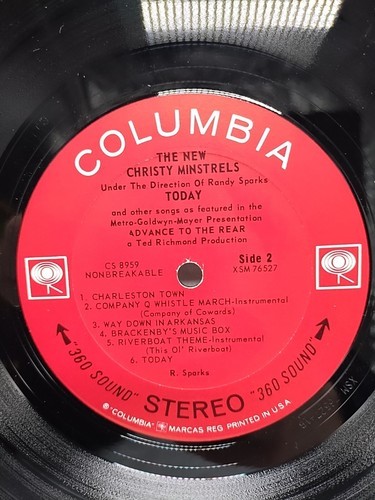 COLUMBIA
THE NEW
CHRISTY MINSTRELS
Under The Direction Of Randy Sparks
TODAY
and other songs as featured in the
Metro-Goldwyn-Mayer Presentation
ADVANCE TO THE REAR
a Ted Richmond Production
CS 8959
NONBREAKABLE
Side 2
XSM 76527
1. CHARLESTON TOWN
2. COMPANY Q WHISTLE MARCH-Instrumental
(Company of Cowards)
3. WAY DOWN IN ARKANSAS
4. BRACKENBY'S MUSIC BOX
5. RIVERBOAT THEME-Instrumental
(This Ol' Riverboat)
6. TODAY
R. Sparks
"360 SOUND" STEREO "360 SOUND"
® "COLUMBIA" MARCAS REG. PRINTED IN U.S.A.